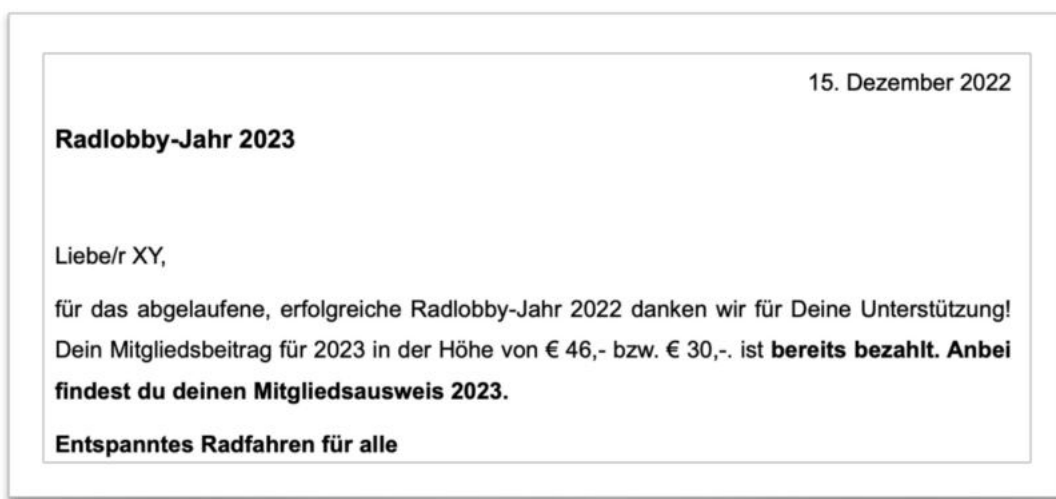 15. Dezember 2022
Radlobby-Jahr 2023
Liebe/r XY,
für das abgelaufene, erfolgreiche Radlobby-Jahr 2022 danken wir für Deine Unterstützung!
Dein Mitgliedsbeitrag für 2023 in der Höhe von € 46,- bzw. € 30,-. ist bereits bezahlt. Anbei
findest du deinen Mitgliedsausweis 2023.
Entspanntes Radfahren für alle